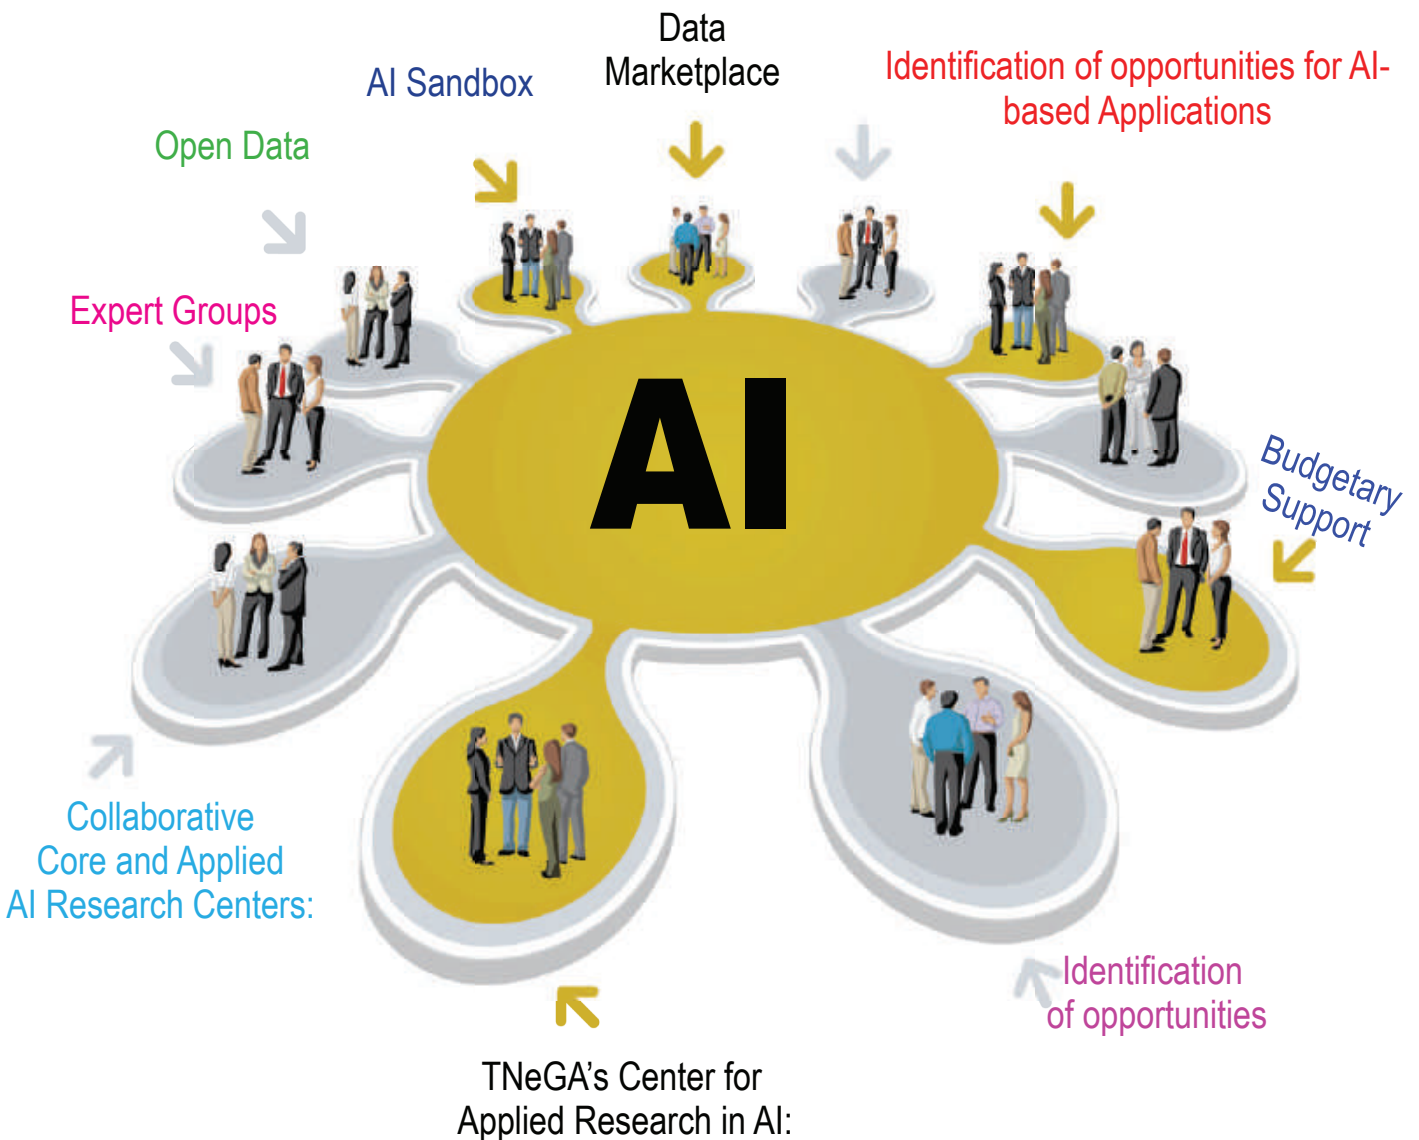 Data
Marketplace
AI Sandbox
Identification of opportunities for AI-
based Applications
Open Data
Expert Groups
AI
Budgetary
Support
Collaborative
Core and Applied
AI Research Centers:
Identification
of opportunities
TNeGA's Center for
Applied Research in AI: